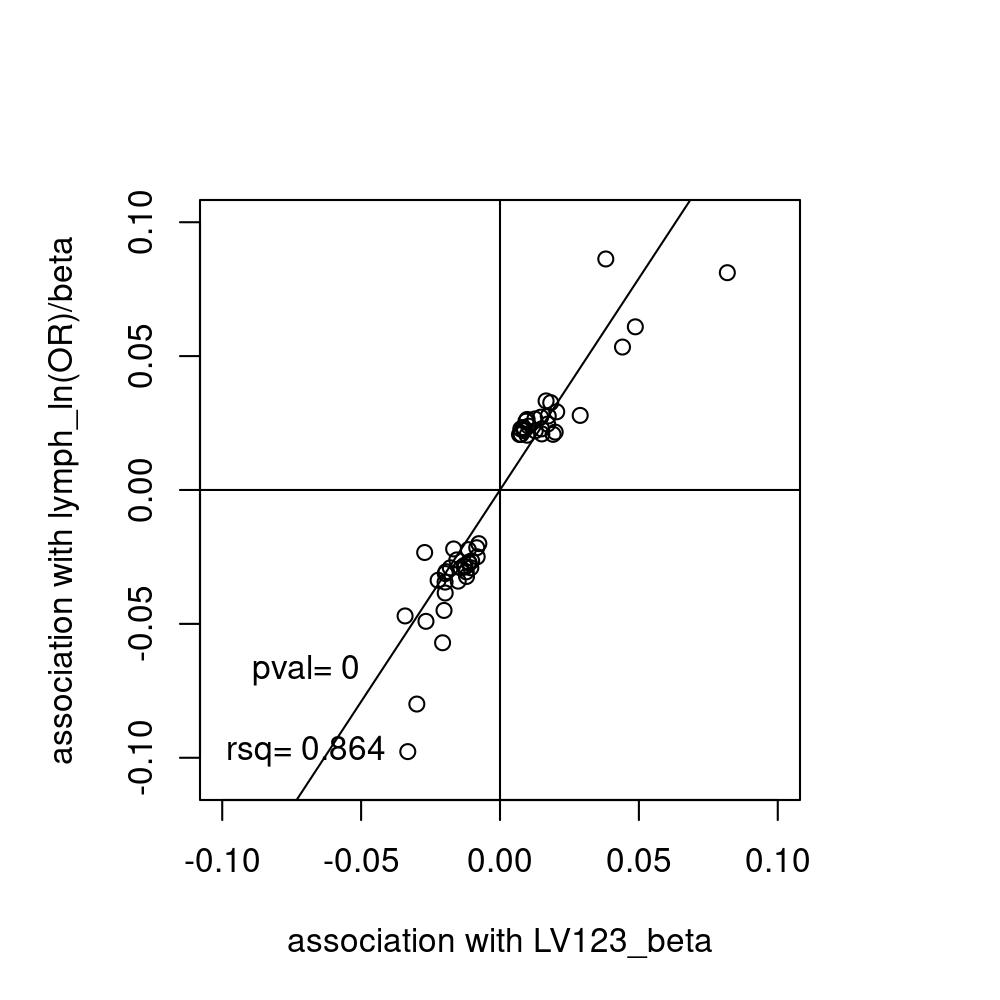 0.10
0.05
0.00
-0.05
-0.10
association with lymph_ln(OR)/beta
pval= 0
rsq= 0.864
-0.10 -0.05 0.00 0.05 0.10
association with LV123_beta